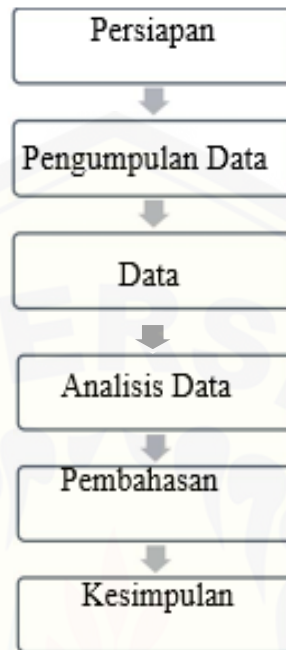 Persiapan
Pengumpulan Data
Data
Analisis Data
Pembahasan
Kesimpulan